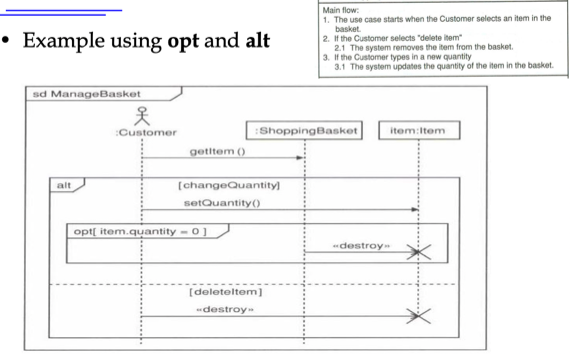 Main flow:
1. The use case starts when the Customer selects an item in the
basket.
2. If the Customer selects "delete item"
2.1 The system removes the item from the basket.
3. If the Customer types in a new quantity
3.1 The system updates the quantity of the item in the basket.
• Example using opt and alt
sd ManageBasket
:Customer
:ShoppingBasket
item:Item
getItem ()
alt
[changeQuantity]
setQuantity()
opt[ item.quantity = 0 ]
«destroy»
[deleteItem]
«destroy»